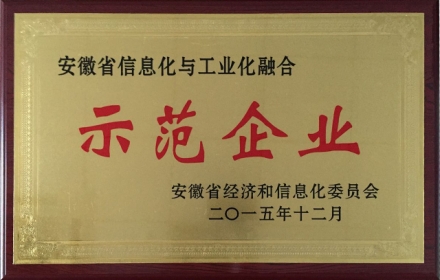 安徽省信息化与工业化融合
示范企业
安徽省经济和信息化委员会
二〇一五年十二月